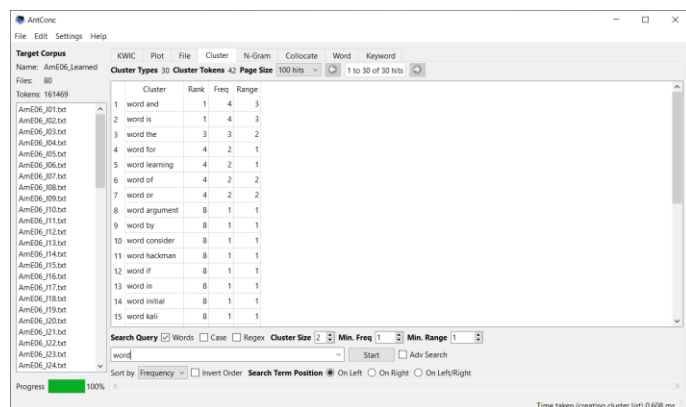 AntConc
File Edit Settings Help
Target Corpus
Name: AmE06_Learned
Files: 80
Tokens: 161469
AmE06_J01.txt
AmE06_J02.txt
AmE06_J03.txt
AmE06_J04.txt
AmE06_J05.txt
AmE06_J06.txt
AmE06_J07.txt
AmE06_J08.txt
AmE06_J09.txt
AmE06_J10.txt
AmE06_J11.txt
AmE06_J12.txt
AmE06_J13.txt
AmE06_J14.txt
AmE06_J15.txt
AmE06_J16.txt
AmE06_J17.txt
AmE06_J18.txt
AmE06_J19.txt
AmE06_J20.txt
AmE06_J21.txt
AmE06_J22.txt
AmE06_J23.txt
AmE06_J24.txt
Progress 100%
KWIC Plot File Cluster N-Gram Collocate Word Keyword
Cluster Types 30 Cluster Tokens 42 Page Size 100 hits 1 to 30 of 30 hits
Cluster Rank Freq Range
1 word and 1 4 3
2 word is 1 4 3
3 word the 3 3 2
4 word for 4 2 1
5 word learning 4 2 1
6 word of 4 2 2
7 word or 4 2 2
8 word argument 8 1 1
9 word by 8 1 1
10 word consider 8 1 1
11 word hackman 8 1 1
12 word if 8 1 1
13 word in 8 1 1
14 word initial 8 1 1
15 word kali 8 1 1
Search Query Words Case Regex Cluster Size 2 Min. Freq 1 Min. Range 1
word Start Adv Search
Sort by Frequency Invert Order Search Term Position On Left On Right On Left/Right
Time taken (creating cluster list) 0.608 ms